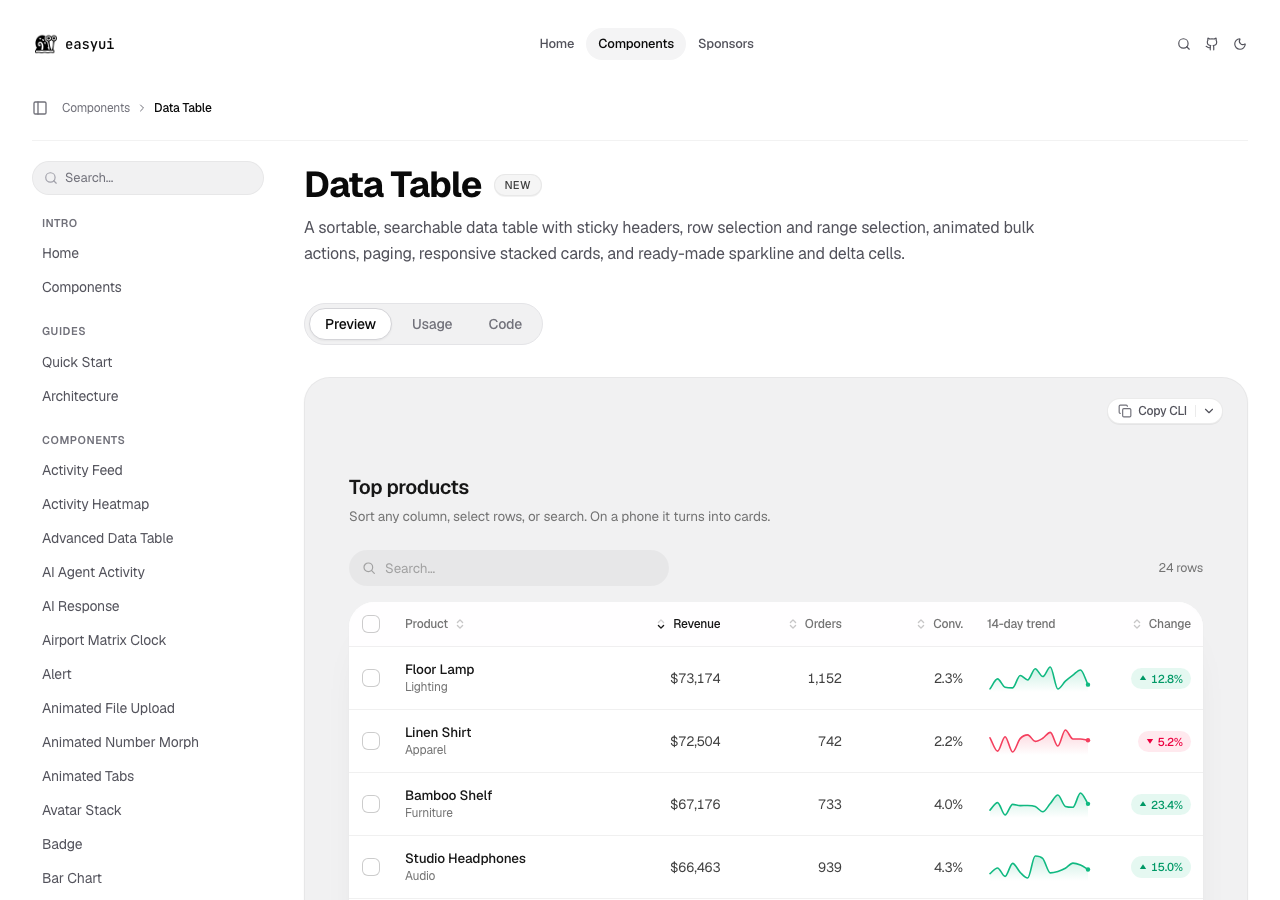 easyui
Home Components Sponsors
Components > Data Table
Search…
INTRO
Home
Components
GUIDES
Quick Start
Architecture
COMPONENTS
Activity Feed
Activity Heatmap
Advanced Data Table
AI Agent Activity
AI Response
Airport Matrix Clock
Alert
Animated File Upload
Animated Number Morph
Animated Tabs
Avatar Stack
Badge
Bar Chart
Data Table NEW
A sortable, searchable data table with sticky headers, row selection and range selection, animated bulk
actions, paging, responsive stacked cards, and ready-made sparkline and delta cells.
Preview Usage Code
Copy CLI
Top products
Sort any column, select rows, or search. On a phone it turns into cards.
Search… 24 rows
Product Revenue Orders Conv. 14-day trend Change
Floor Lamp
Lighting
$73,174 1,152 2.3% 12.8%
Linen Shirt
Apparel
$72,504 742 2.2% 5.2%
Bamboo Shelf
Furniture
$67,176 733 4.0% 23.4%
Studio Headphones
Audio
$66,463 939 4.3% 15.0%